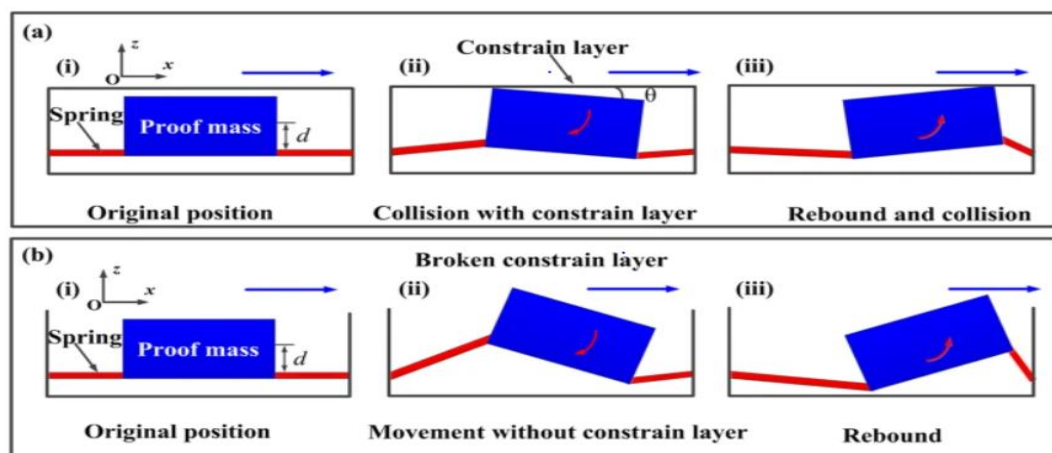 (a)
(i)
z
O
x
Spring
Proof mass
d
Original position
(ii)
Constrain layer
θ
Collision with constrain layer
(iii)
Rebound and collision
(b)
(i)
z
O
x
Spring
Proof mass
d
Original position
Broken constrain layer
(ii)
Movement without constrain layer
(iii)
Rebound